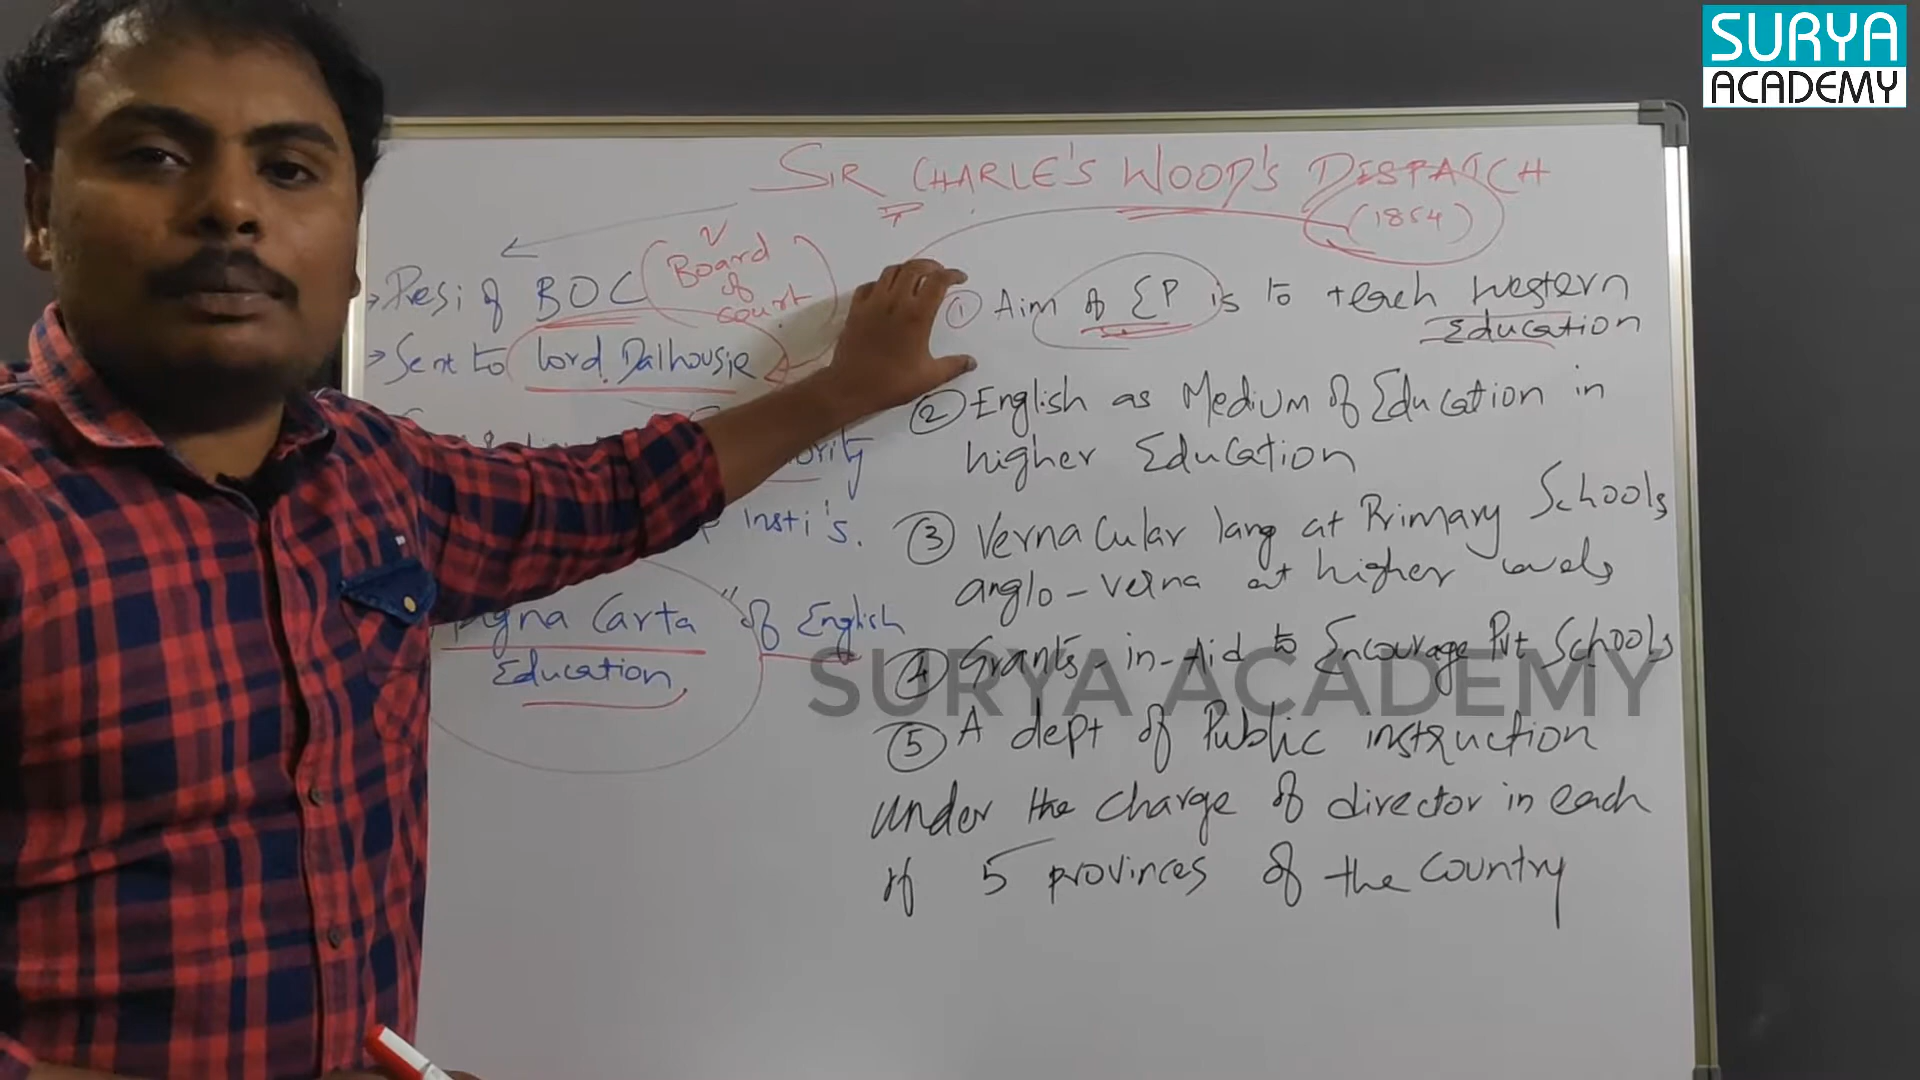 SURYA
ACADEMY
SIR CHARLE'S WOOD'S DESPATCH
(1854)
→ Presi of BOC (Board of court)
→ Sent to Lord Dalhousie
insti's.
Magna Carta" of English
Education
① Aim of EP is to teach western
Education
② English as Medium of Education in
higher Education
③ Vernacular lang at Primary Schools
anglo-verna at higher levels
④ Grants-in-Aid to Encourage Pvt Schools
SURYA ACADEMY
⑤ A dept of Public instruction
under the charge of director in each
of 5 provinces of the country